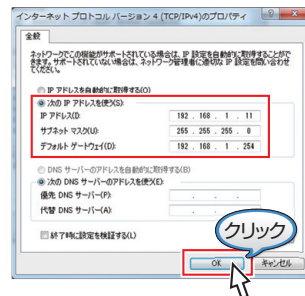 インターネット プロトコル バージョン 4 (TCP/IPv4)のプロパティ
全般
ネットワークでこの機能がサポートされている場合は、IP 設定を自動的に取得することがで
きます。サポートされていない場合は、ネットワーク管理者に適切な IP 設定を問い合わせ
てください。
IP アドレスを自動的に取得する(O)
次の IP アドレスを使う(S):
IP アドレス(I):
192 . 168 . 1 . 11
サブネット マスク(U):
255 . 255 . 255 . 0
デフォルト ゲートウェイ(D):
192 . 168 . 1 . 254
DNS サーバーのアドレスを自動的に取得する(B)
次の DNS サーバーのアドレスを使う(E):
優先 DNS サーバー(P):
代替 DNS サーバー(A):
終了時に設定を検証する(L)
クリック
OK
キャンセル